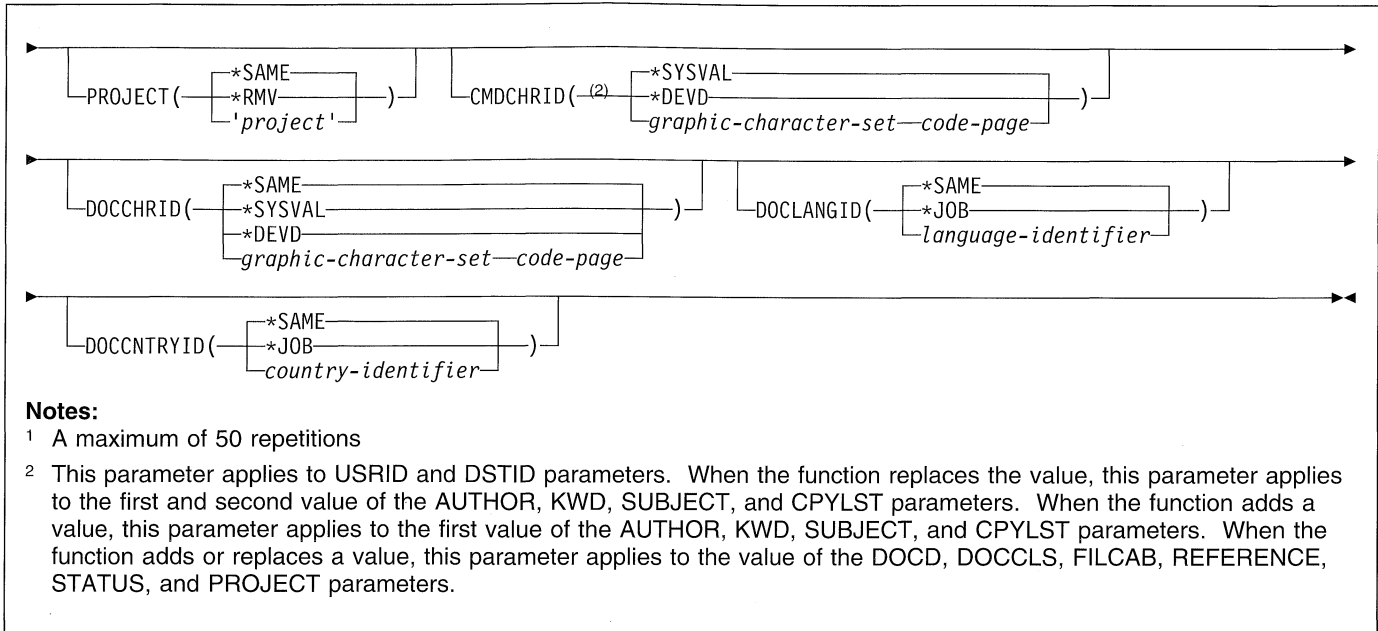 *SAME *SYSVAL
PROJECT( *RMV ) CMDCHRID( (2) *DEVD )
'project' graphic-character-set code-page
*SAME *SAME
DOCCHRID( *SYSVAL ) DOCLANGID( *JOB )
*DEVD language-identifier
graphic-character-set code-page
*SAME
DOCCNTRYID( *JOB )
country-identifier
Notes:
1 A maximum of 50 repetitions
2 This parameter applies to USRID and DSTID parameters. When the function replaces the value, this parameter applies
to the first and second value of the AUTHOR, KWD, SUBJECT, and CPYLST parameters. When the function adds a
value, this parameter applies to the first value of the AUTHOR, KWD, SUBJECT, and CPYLST parameters. When the
function adds or replaces a value, this parameter applies to the value of the DOCD, DOCCLS, FILCAB, REFERENCE,
STATUS, and PROJECT parameters.